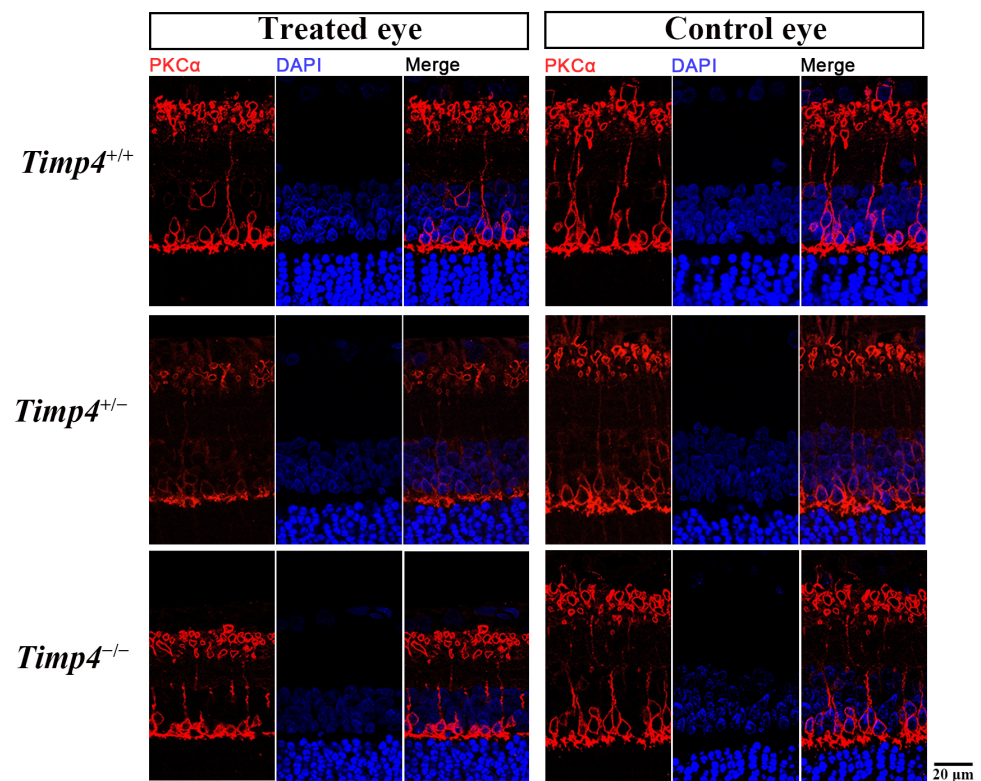 Treated eye Control eye
PKCα DAPI Merge PKCα DAPI Merge
Timp4+/+
Timp4+/−
Timp4−/−
20 µm